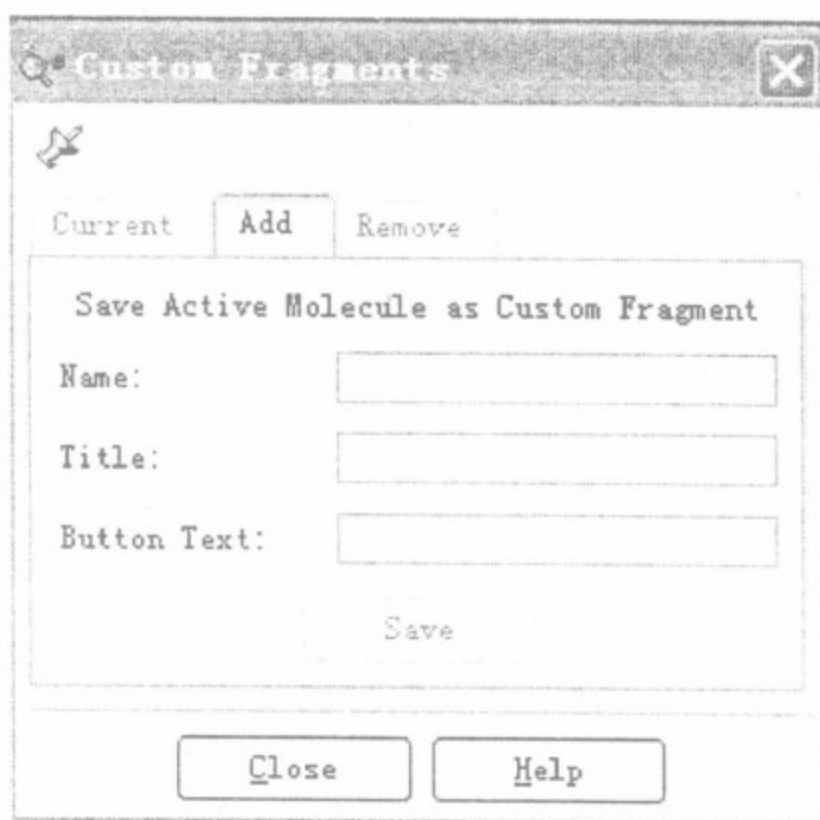 Custom Fragments
Current Add Remove
Save Active Molecule as Custom Fragment
Name:
Title:
Button Text:
Save
Close Help